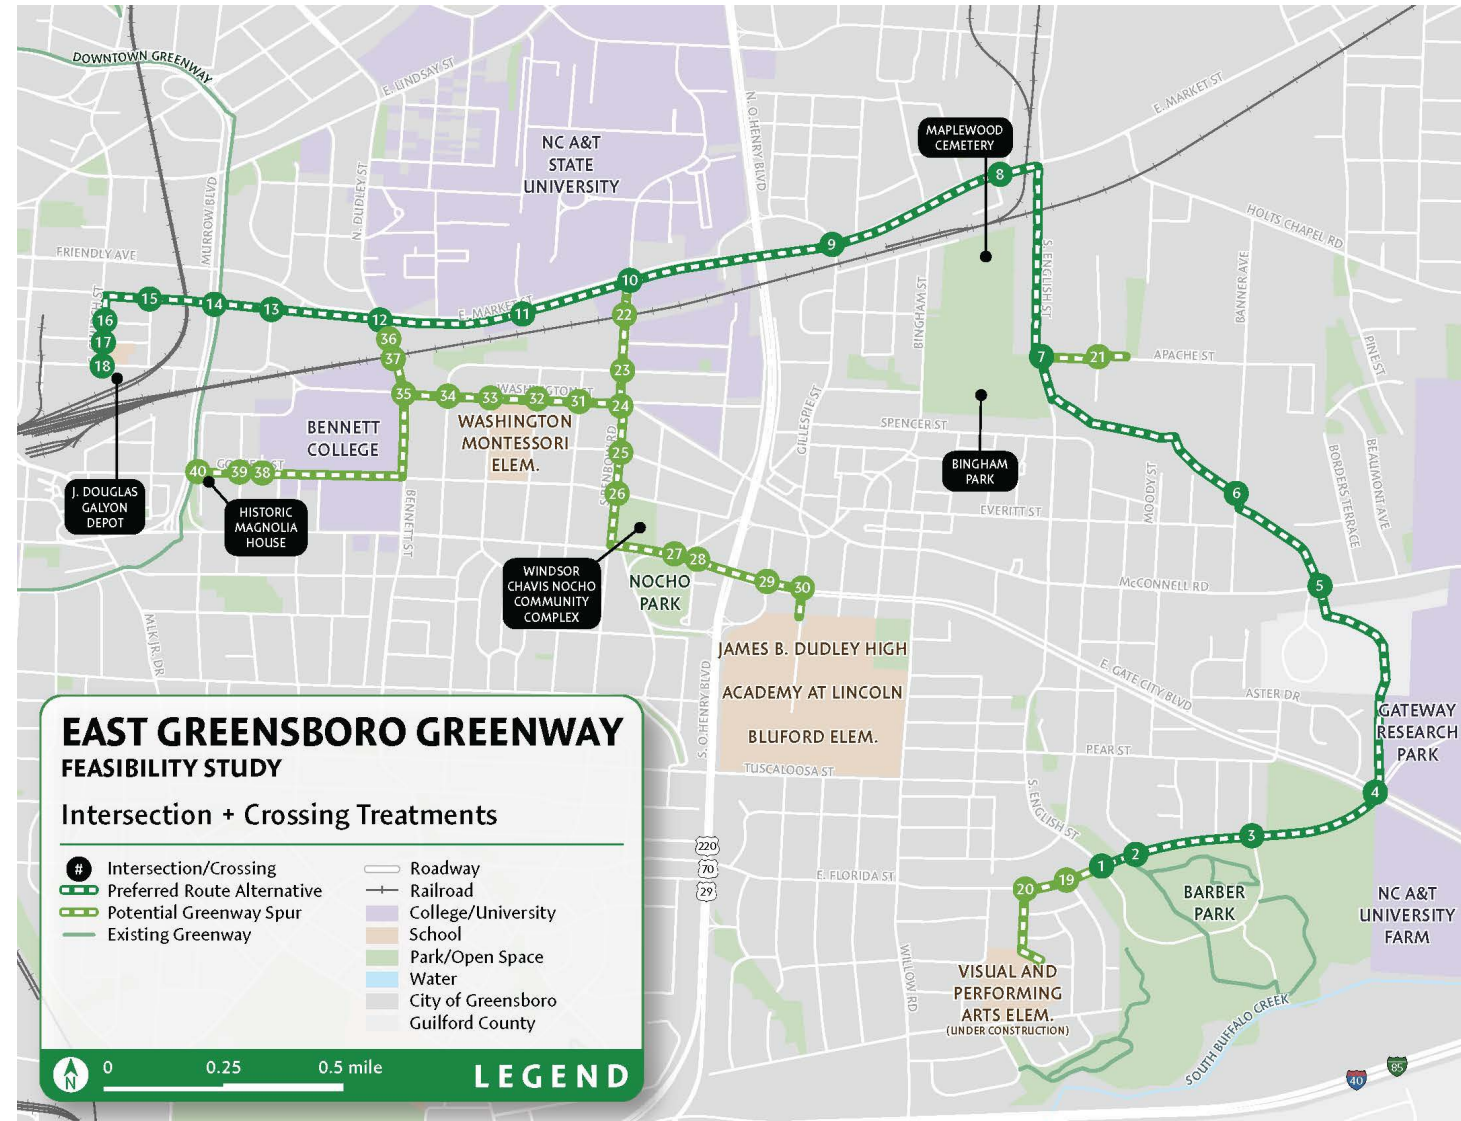 DOWNTOWN GREENWAY
E. LINDSAY ST
N. O.HENRY BLVD
E. MARKET ST
NC A&T
STATE
UNIVERSITY
MAPLEWOOD
CEMETERY
N. DUDLEY ST
MURROW BLVD
FRIENDLY AVE
HOLTS CHAPEL RD
S. ENGLISH ST
BANNER AVE
BINGHAM ST
E. MARKET ST
8
9
10
15
14
13
12
11
16
17
18
22
36
37
23
7
21
APACHE ST
PINE ST
35
34
33
32
31
24
WASHINGTON ST
GILLESPIE ST
BENNETT
COLLEGE
WASHINGTON
MONTESSORI
ELEM.
SPENCER ST
25
26
40
39
38
BINGHAM
PARK
MOODY ST
6
BORDERS TERRACE
BEAUMONT AVE
J. DOUGLAS
GALYON
DEPOT
HISTORIC
MAGNOLIA
HOUSE
BENNETT ST
EVERITT ST
WINDSOR
CHAVIS NOCHO
COMMUNITY
COMPLEX
NOCHO
PARK
27
28
29
30
McCONNELL RD
5
MLK JR. DR
JAMES B. DUDLEY HIGH
ACADEMY AT LINCOLN
BLUFORD ELEM.
E. GATE CITY BLVD
ASTER DR
S. O.HENRY BLVD
GATEWAY
RESEARCH
PARK
PEAR ST
TUSCALOOSA ST
S. ENGLISH ST
4
3
2
1
19
20
220
70
29
E. FLORIDA ST
BARBER
PARK
NC A&T
UNIVERSITY
FARM
WILLOW RD
VISUAL AND
PERFORMING
ARTS ELEM.
(UNDER CONSTRUCTION)
SOUTH BUFFALO CREEK
40
85
EAST GREENSBORO GREENWAY
FEASIBILITY STUDY
Intersection + Crossing Treatments
# Intersection/Crossing
Preferred Route Alternative
Potential Greenway Spur
Existing Greenway
Roadway
Railroad
College/University
School
Park/Open Space
Water
City of Greensboro
Guilford County
N
0 0.25 0.5 mile
LEGEND